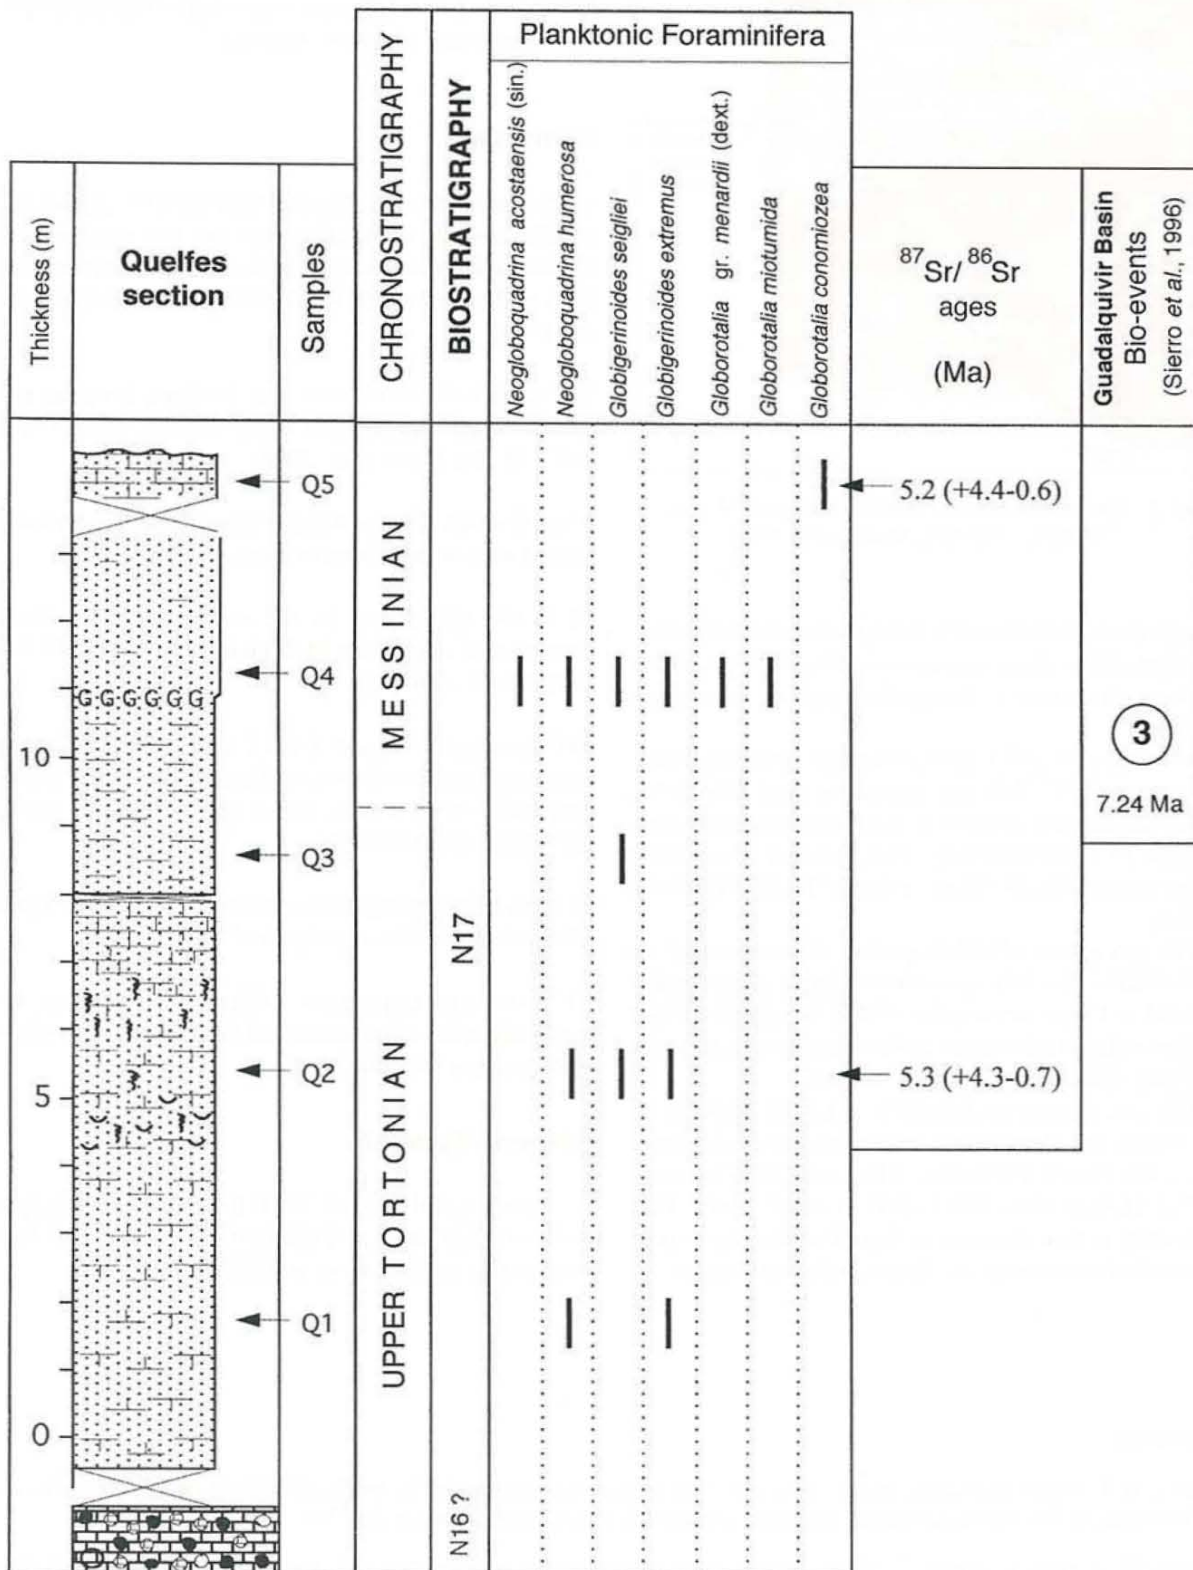 Planktonic Foraminifera
Thickness (m)
Quelfes
section
Samples
CHRONOSTRATIGRAPHY
BIOSTRATIGRAPHY
Neogloboquadrina acostaensis (sin.)
Neogloboquadrina humerosa
Globigerinoides seigliei
Globigerinoides extremus
Globorotalia gr. menardii (dext.)
Globorotalia miotumida
Globorotalia conomiozea
87Sr/ 86Sr
ages
(Ma)
Guadalquivir Basin
Bio-events
(Sierro et al., 1996)
Q5
5.2 (+4.4-0.6)
MESSINIAN
Q4
G G G G G G
10
3
7.24 Ma
Q3
N17
Q2
5.3 (+4.3-0.7)
5
UPPER TORTONIAN
Q1
0
N16 ?